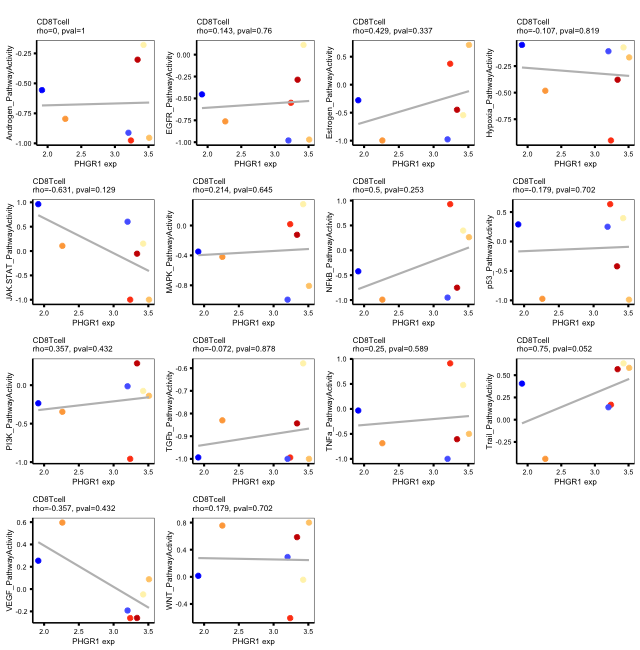 CD8Tcell
rho=0, pval=1
Androgen_PathwayActivity
-0.25
-0.50
-0.75
-1.00
2.0 2.5 3.0 3.5
PHGR1 exp
CD8Tcell
rho=0.143, pval=0.76
EGFR_PathwayActivity
0.00
-0.25
-0.50
-0.75
-1.00
2.0 2.5 3.0 3.5
PHGR1 exp
CD8Tcell
rho=0.429, pval=0.337
Estrogen_PathwayActivity
0.5
0.0
-0.5
-1.0
2.0 2.5 3.0 3.5
PHGR1 exp
CD8Tcell
rho=-0.107, pval=0.819
Hypoxia_PathwayActivity
-0.25
-0.50
-0.75
2.0 2.5 3.0 3.5
PHGR1 exp
CD8Tcell
rho=-0.631, pval=0.129
JAK.STAT_PathwayActivity
1.0
0.5
0.0
-0.5
-1.0
2.0 2.5 3.0 3.5
PHGR1 exp
CD8Tcell
rho=0.214, pval=0.645
MAPK_PathwayActivity
0.0
-0.4
-0.8
2.0 2.5 3.0 3.5
PHGR1 exp
CD8Tcell
rho=0.5, pval=0.253
NFkB_PathwayActivity
1.0
0.5
0.0
-0.5
-1.0
2.0 2.5 3.0 3.5
PHGR1 exp
CD8Tcell
rho=-0.179, pval=0.702
p53_PathwayActivity
0.5
0.0
-0.5
-1.0
2.0 2.5 3.0 3.5
PHGR1 exp
CD8Tcell
rho=0.357, pval=0.432
PI3K_PathwayActivity
0.0
-0.5
-1.0
2.0 2.5 3.0 3.5
PHGR1 exp
CD8Tcell
rho=-0.072, pval=0.878
TGFb_PathwayActivity
-0.6
-0.7
-0.8
-0.9
-1.0
2.0 2.5 3.0 3.5
PHGR1 exp
CD8Tcell
rho=0.25, pval=0.589
TNFa_PathwayActivity
1.0
0.5
0.0
-0.5
-1.0
2.0 2.5 3.0 3.5
PHGR1 exp
CD8Tcell
rho=0.75, pval=0.052
Trail_PathwayActivity
0.50
0.25
0.00
-0.25
2.0 2.5 3.0 3.5
PHGR1 exp
CD8Tcell
rho=-0.357, pval=0.432
VEGF_PathwayActivity
0.6
0.4
0.2
0.0
-0.2
2.0 2.5 3.0 3.5
PHGR1 exp
CD8Tcell
rho=0.179, pval=0.702
WNT_PathwayActivity
0.8
0.4
0.0
-0.4
2.0 2.5 3.0 3.5
PHGR1 exp